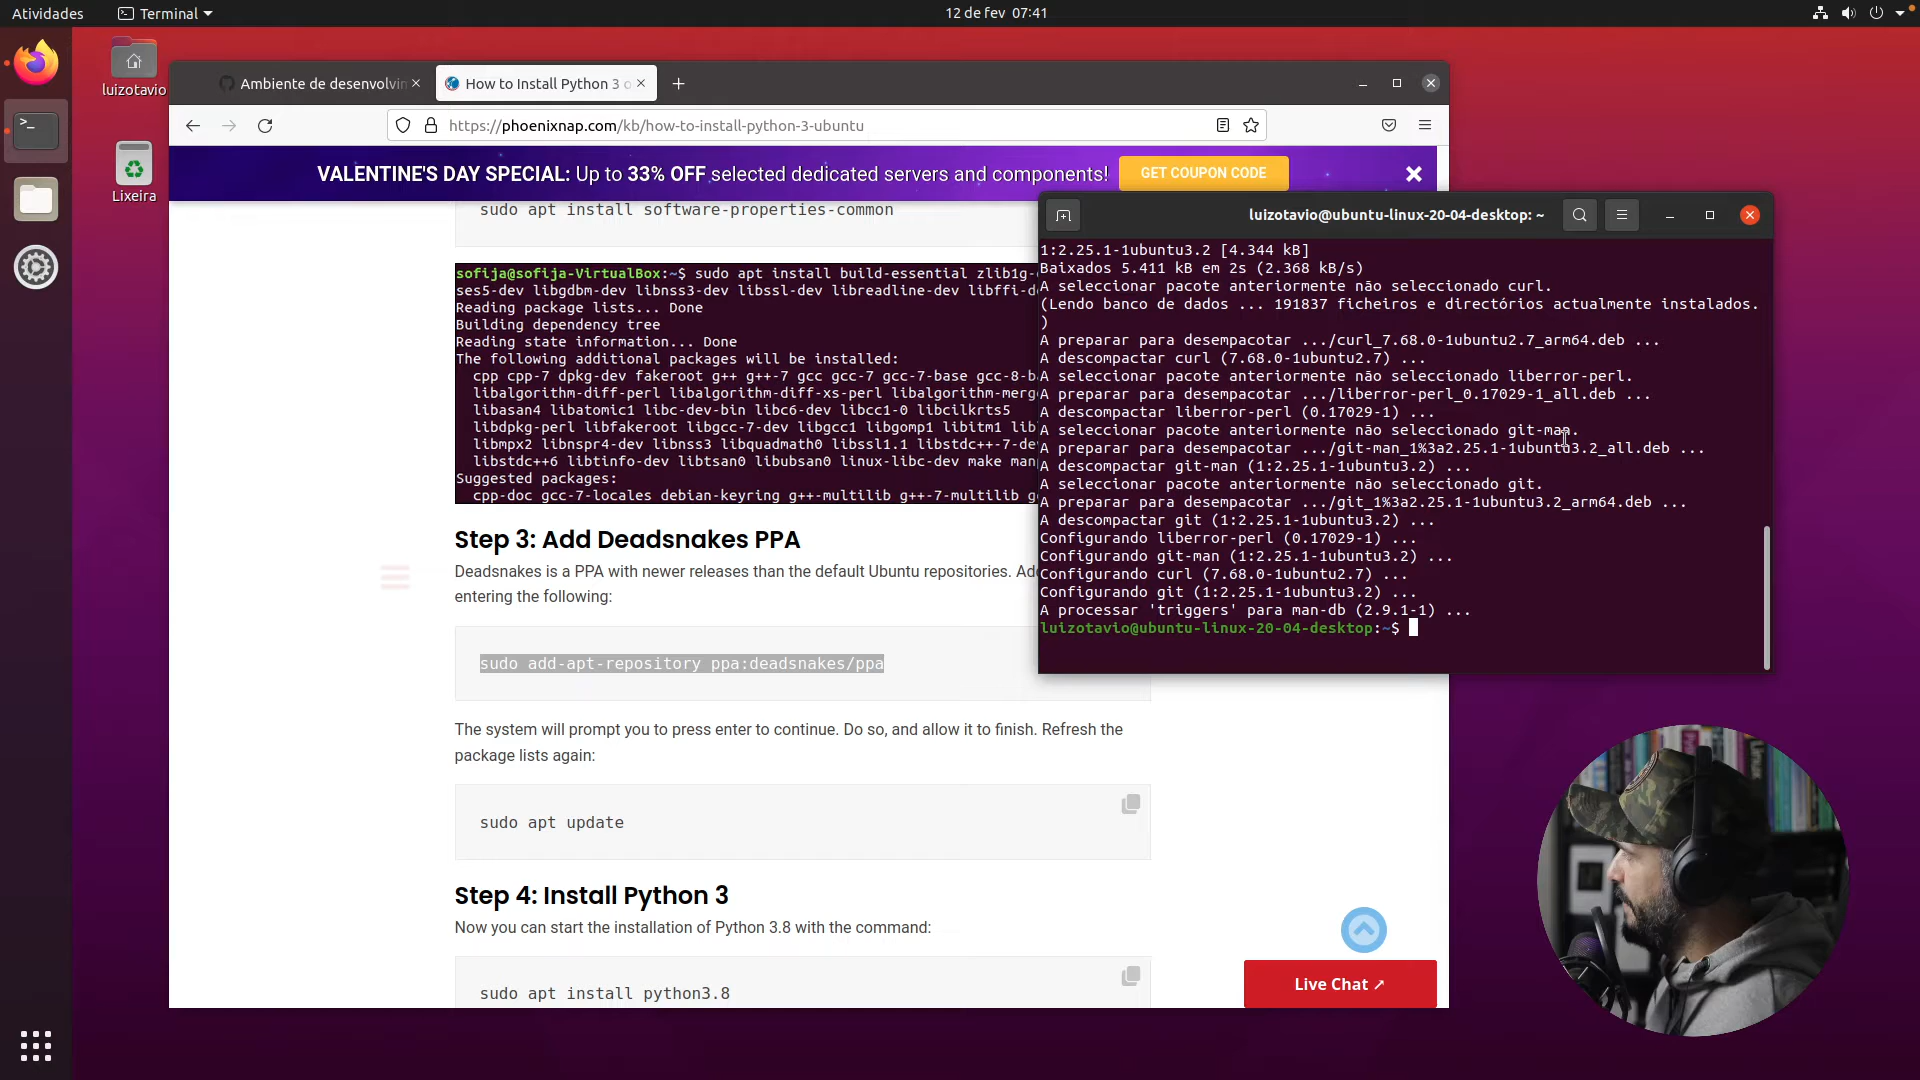 Atividades
Terminal
12 de fev 07:41
luizotavio
Lixeira
Ambiente de desenvolvin
How to Install Python 3 o
https://phoenixnap.com/kb/how-to-install-python-3-ubuntu
VALENTINE'S DAY SPECIAL: Up to 33% OFF selected dedicated servers and components!
GET COUPON CODE
sudo apt install software-properties-common
sofija@sofija-VirtualBox:~$ sudo apt install build-essential zlib1g-
ses5-dev libgdbm-dev libnss3-dev libssl-dev libreadline-dev libffi-d
Reading package lists... Done
Building dependency tree
Reading state information... Done
The following additional packages will be installed:
cpp cpp-7 dpkg-dev fakeroot g++ g++-7 gcc gcc-7 gcc-7-base gcc-8-b
libalgorithm-diff-perl libalgorithm-diff-xs-perl libalgorithm-merg
libasan4 libatomic1 libc-dev-bin libc6-dev libcc1-0 libcilkrts5
libdpkg-perl libfakeroot libgcc-7-dev libgcc1 libgomp1 libitm1 lib
libmpx2 libnspr4-dev libnss3 libquadmath0 libssl1.1 libstdc++-7-de
libstdc++6 libtinfo-dev libtsan0 libubsan0 linux-libc-dev make man
Suggested packages:
cpp-doc gcc-7-locales debian-keyring g++-multilib g++-7-multilib g
Step 3: Add Deadsnakes PPA
Deadsnakes is a PPA with newer releases than the default Ubuntu repositories. Ad
entering the following:
sudo add-apt-repository ppa:deadsnakes/ppa
The system will prompt you to press enter to continue. Do so, and allow it to finish. Refresh the
package lists again:
sudo apt update
Step 4: Install Python 3
Now you can start the installation of Python 3.8 with the command:
sudo apt install python3.8
Live Chat
luizotavio@ubuntu-linux-20-04-desktop: ~
1:2.25.1-1ubuntu3.2 [4.344 kB]
Baixados 5.411 kB em 2s (2.368 kB/s)
A seleccionar pacote anteriormente não seleccionado curl.
(Lendo banco de dados ... 191837 ficheiros e directórios actualmente instalados.
)
A preparar para desempacotar .../curl_7.68.0-1ubuntu2.7_arm64.deb ...
A descompactar curl (7.68.0-1ubuntu2.7) ...
A seleccionar pacote anteriormente não seleccionado liberror-perl.
A preparar para desempacotar .../liberror-perl_0.17029-1_all.deb ...
A descompactar liberror-perl (0.17029-1) ...
A seleccionar pacote anteriormente não seleccionado git-man.
A preparar para desempacotar .../git-man_1%3a2.25.1-1ubuntu3.2_all.deb ...
A descompactar git-man (1:2.25.1-1ubuntu3.2) ...
A seleccionar pacote anteriormente não seleccionado git.
A preparar para desempacotar .../git_1%3a2.25.1-1ubuntu3.2_arm64.deb ...
A descompactar git (1:2.25.1-1ubuntu3.2) ...
Configurando liberror-perl (0.17029-1) ...
Configurando git-man (1:2.25.1-1ubuntu3.2) ...
Configurando curl (7.68.0-1ubuntu2.7) ...
Configurando git (1:2.25.1-1ubuntu3.2) ...
A processar 'triggers' para man-db (2.9.1-1) ...
luizotavio@ubuntu-linux-20-04-desktop:~$